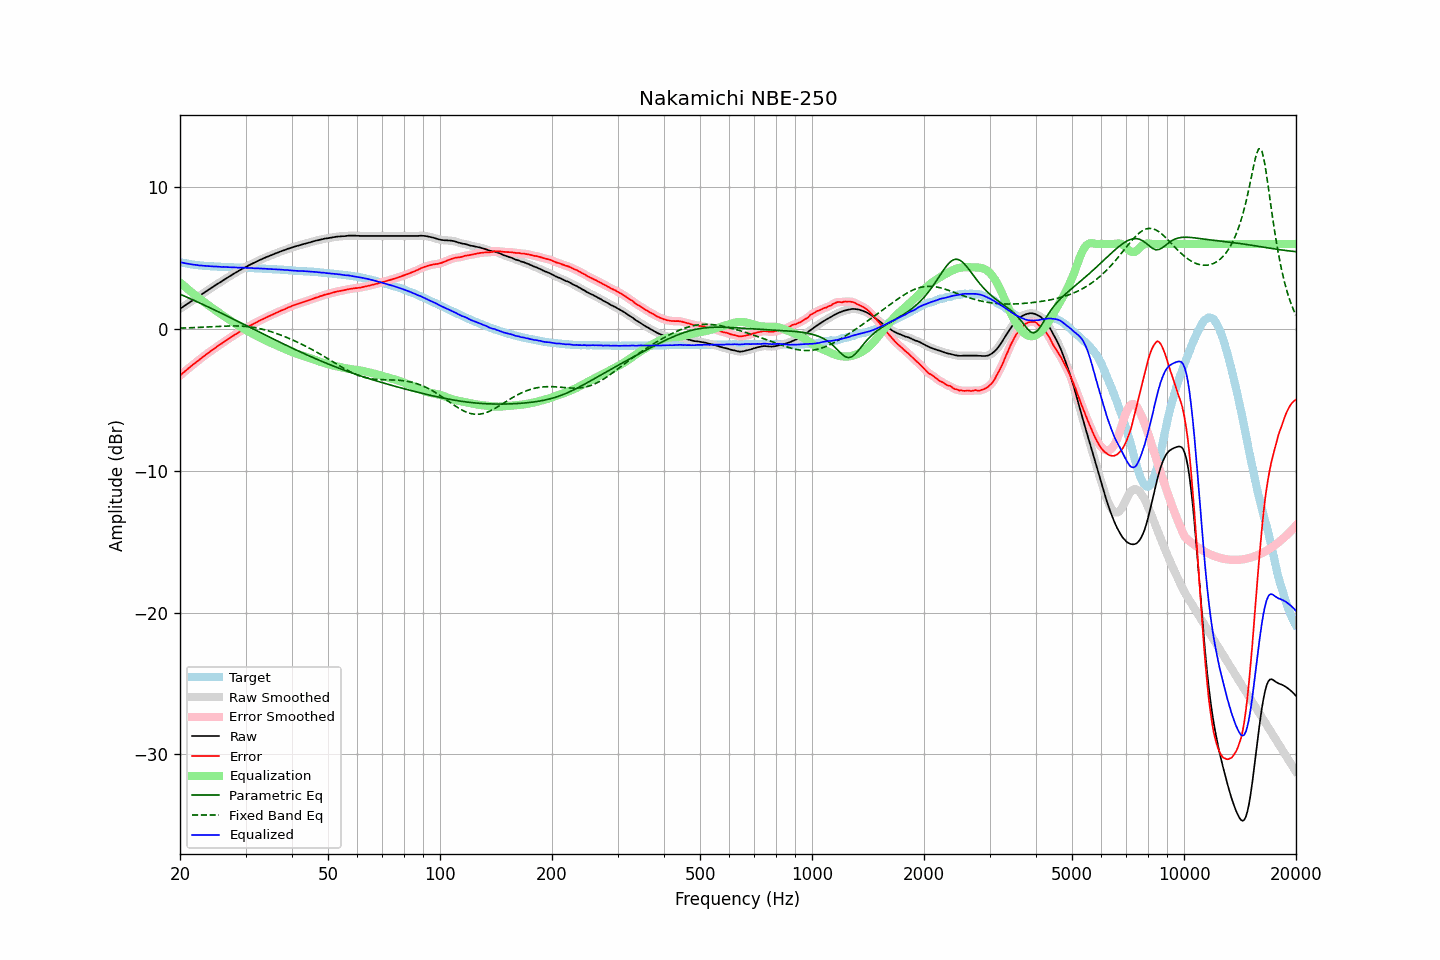 Nakamichi NBE-250
Amplitude (dBr)
10
0
−10
−20
−30
Target
Raw Smoothed
Error Smoothed
Raw
Error
Equalization
Parametric Eq
Fixed Band Eq
Equalized
20 50 100 200 500 1000 2000 5000 10000 20000
Frequency (Hz)